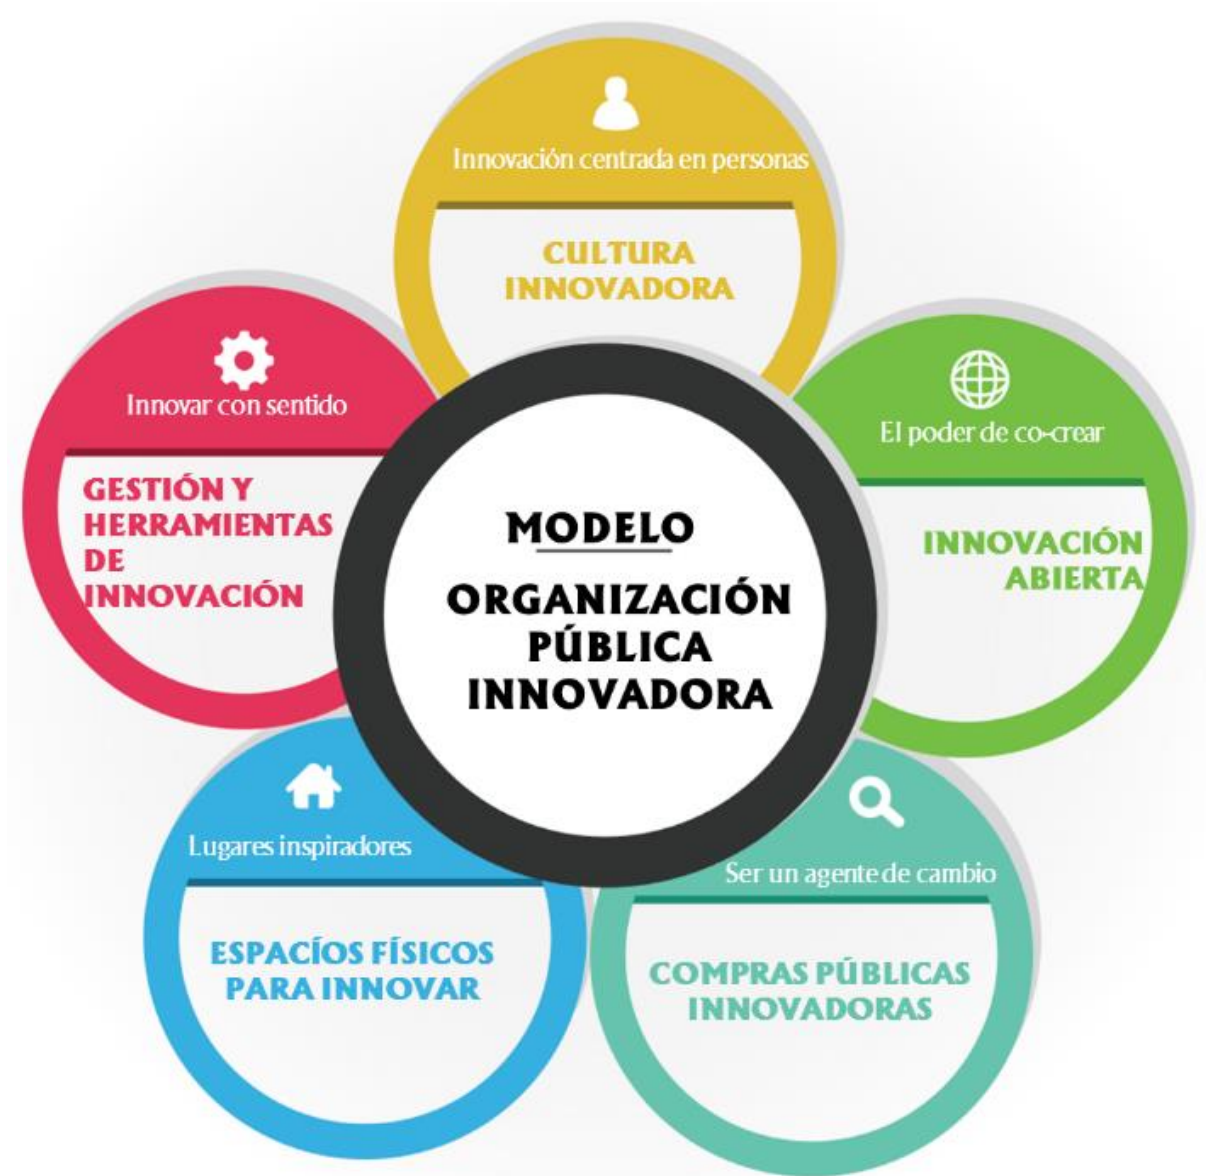 Innovación centrada en personas
CULTURA
INNOVADORA
Innovar con sentido
GESTIÓN Y
HERRAMIENTAS
DE
INNOVACIÓN
El poder de co-crear
INNOVACIÓN
ABIERTA
MODELO
ORGANIZACIÓN
PÚBLICA
INNOVADORA
Lugares inspiradores
ESPACÍOS FÍSICOS
PARA INNOVAR
Ser un agente de cambio
COMPRAS PÚBLICAS
INNOVADORAS